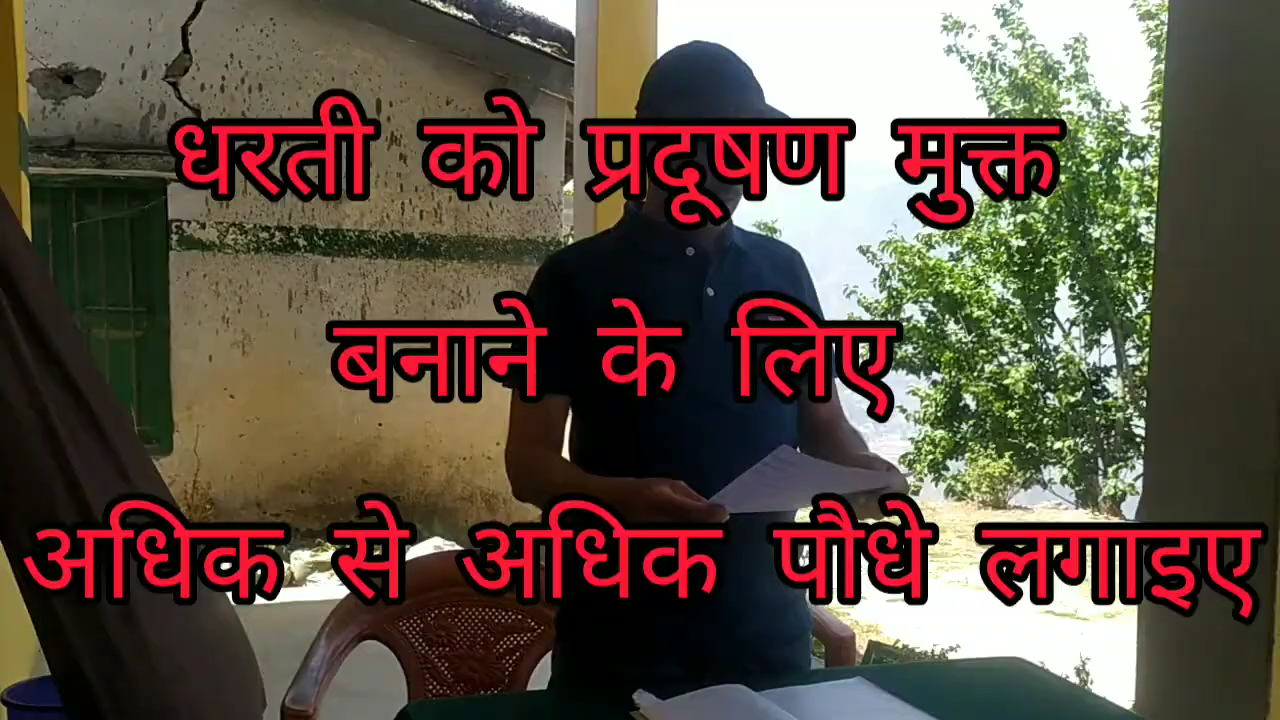 धरती को प्रदूषण मुक्त
बनाने के लिए
अधिक से अधिक पौधे लगाइए